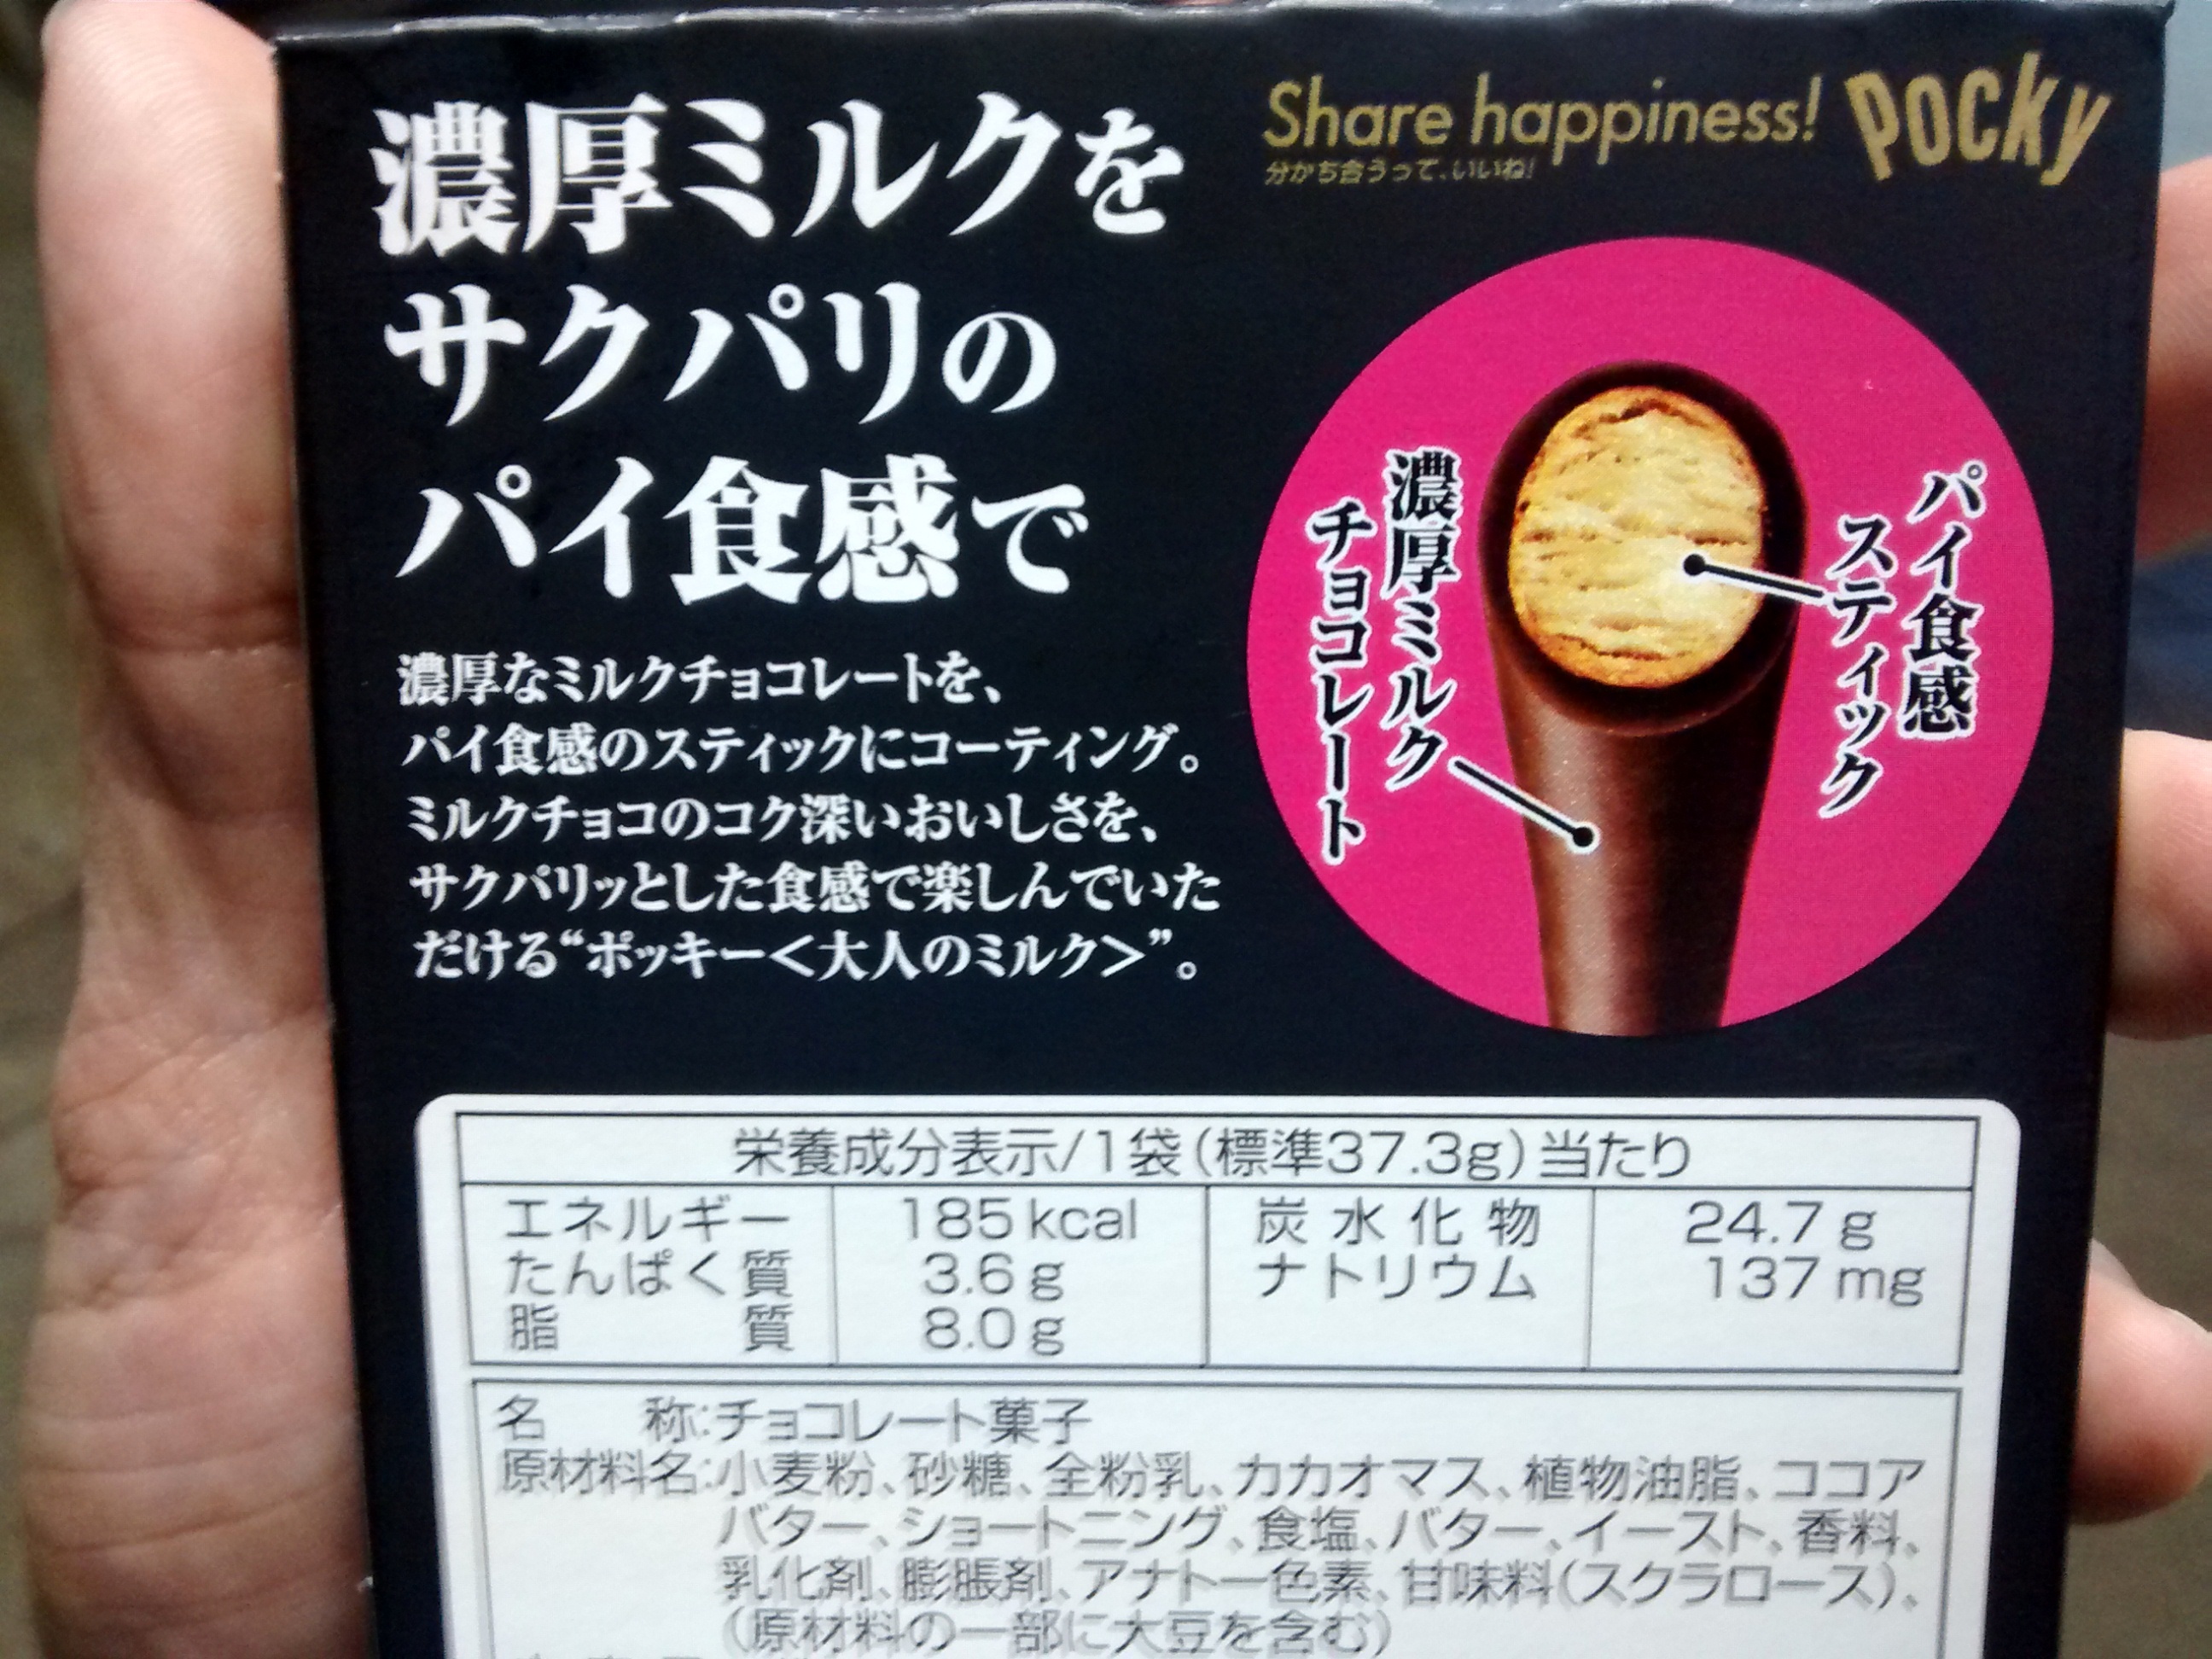 濃厚ミルクを
サクパリの
パイ食感で
Share happiness! Pocky
分かち合うって、いいね!
パイ食感
スティック
濃厚ミルク
チョコレート
濃厚なミルクチョコレートを、
パイ食感のスティックにコーティング。
ミルクチョコのコク深いおいしさを、
サクパリッとした食感で楽しんでいた
だける“ポッキー<大人のミルク>”。
栄養成分表示/1袋(標準37.3g)当たり
エネルギー 185kcal 炭水化物 24.7g
たんぱく質 3.6g ナトリウム 137mg
脂質 8.0g
名称:チョコレート菓子
原材料名:小麦粉、砂糖、全粉乳、カカオマス、植物油脂、ココア
バター、ショートニング、食塩、バター、イースト、香料、
乳化剤、膨脹剤、アナトー色素、甘味料(スクラロース)、
(原材料の一部に大豆を含む)